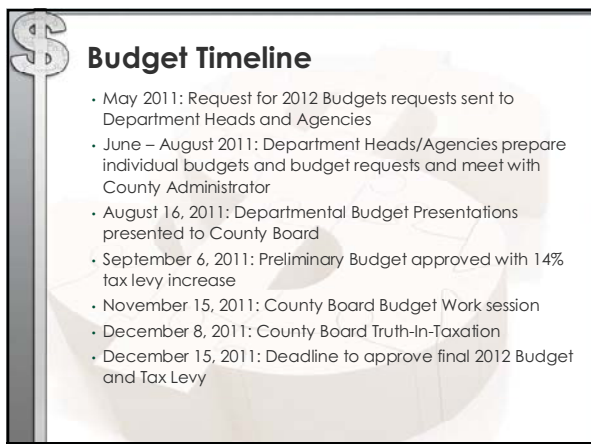 Budget Timeline
• May 2011: Request for 2012 Budgets requests sent to
Department Heads and Agencies
• June – August 2011: Department Heads/Agencies prepare
individual budgets and budget requests and meet with
County Administrator
• August 16, 2011: Departmental Budget Presentations
presented to County Board
• September 6, 2011: Preliminary Budget approved with 14%
tax levy increase
• November 15, 2011: County Board Budget Work session
• December 8, 2011: County Board Truth-In-Taxation
• December 15, 2011: Deadline to approve final 2012 Budget
and Tax Levy